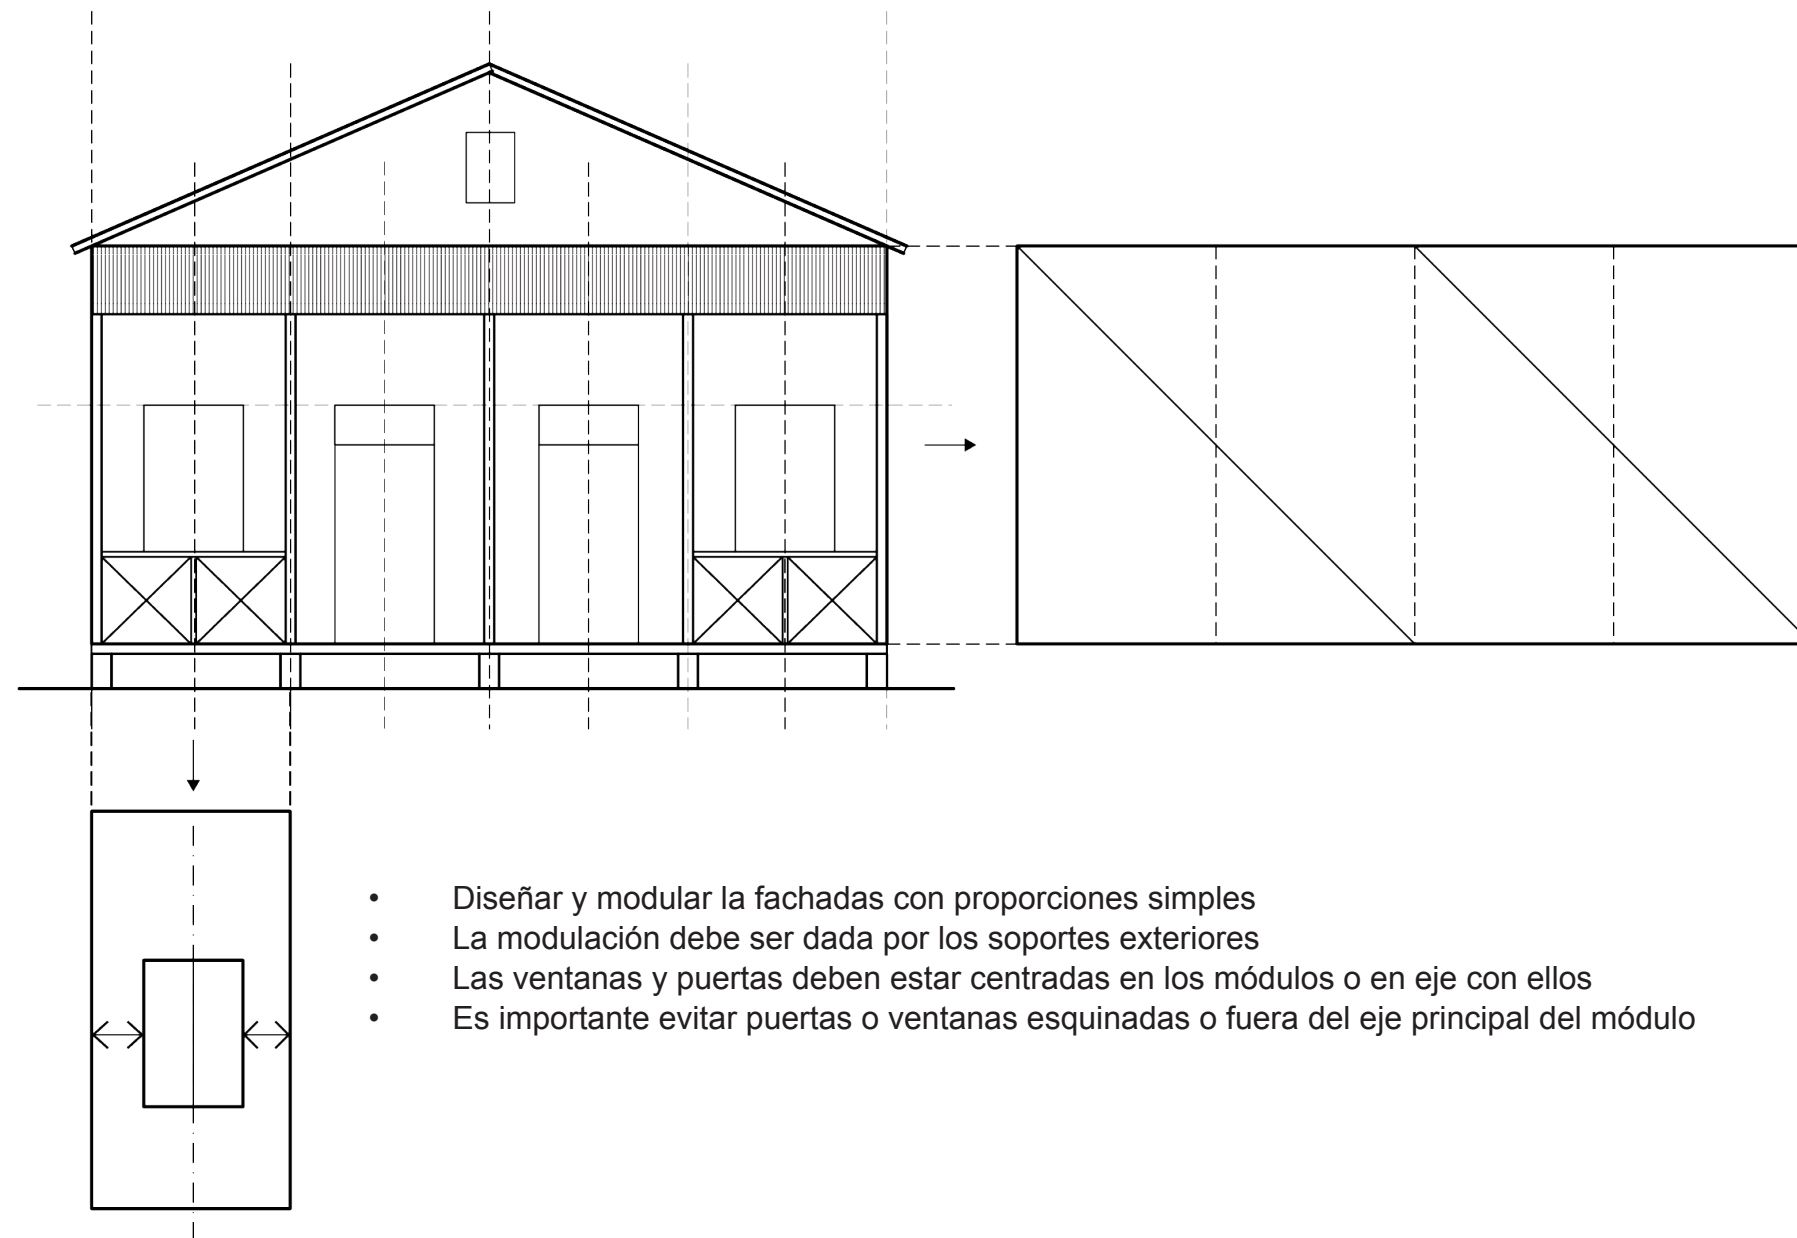 • Diseñar y modular la fachadas con proporciones simples
• La modulación debe ser dada por los soportes exteriores
• Las ventanas y puertas deben estar centradas en los módulos o en eje con ellos
• Es importante evitar puertas o ventanas esquinadas o fuera del eje principal del módulo